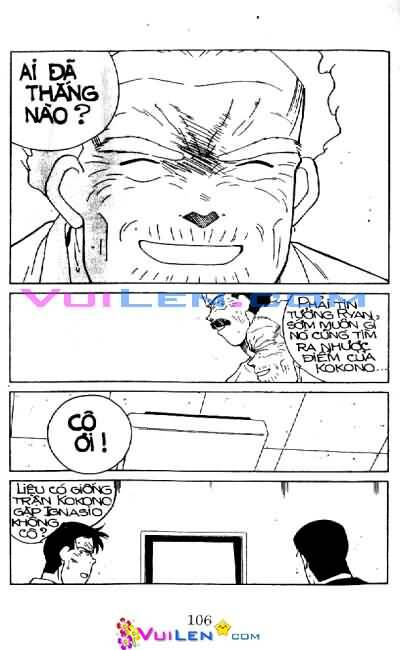 AI ĐÃ
THẮNG
NÀO?
VUILEN.COM
PHẢI TIN
TƯỞNG RYAN,
SỚM MUỘN GÌ
NÓ CŨNG TÌM
RA NHƯỢC
ĐIỂM CỦA
KOKONO...
CÔ
ƠI!
LIỆU CÓ GIỐNG
TRẬN KOKONO
GẶP IGNASIO
KHÔNG
CÔ?
106
VUILEN.COM